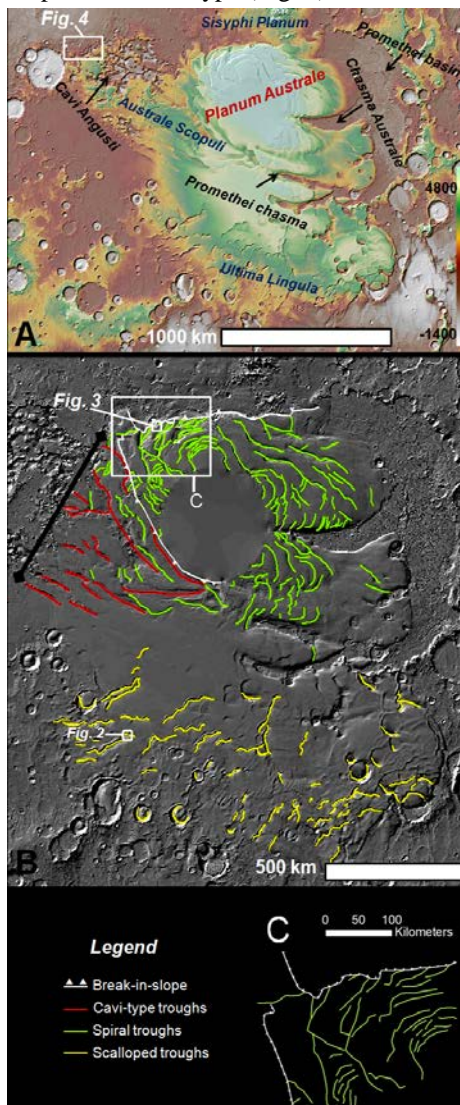 Sisyphi Planum
Fig. 4
Promethei basin
Cavi Angusti
Planum Australe
Chasma Australe
Australe Scopuli
Promethei chasma
4800
Ultima Lingula
A
1000 km
-1400
Fig. 3
C
Fig. 2
B
500 km
C
0 50 100
Kilometers
Legend
Break-in-slope
Cavi-type troughs
Spiral troughs
Scalloped troughs